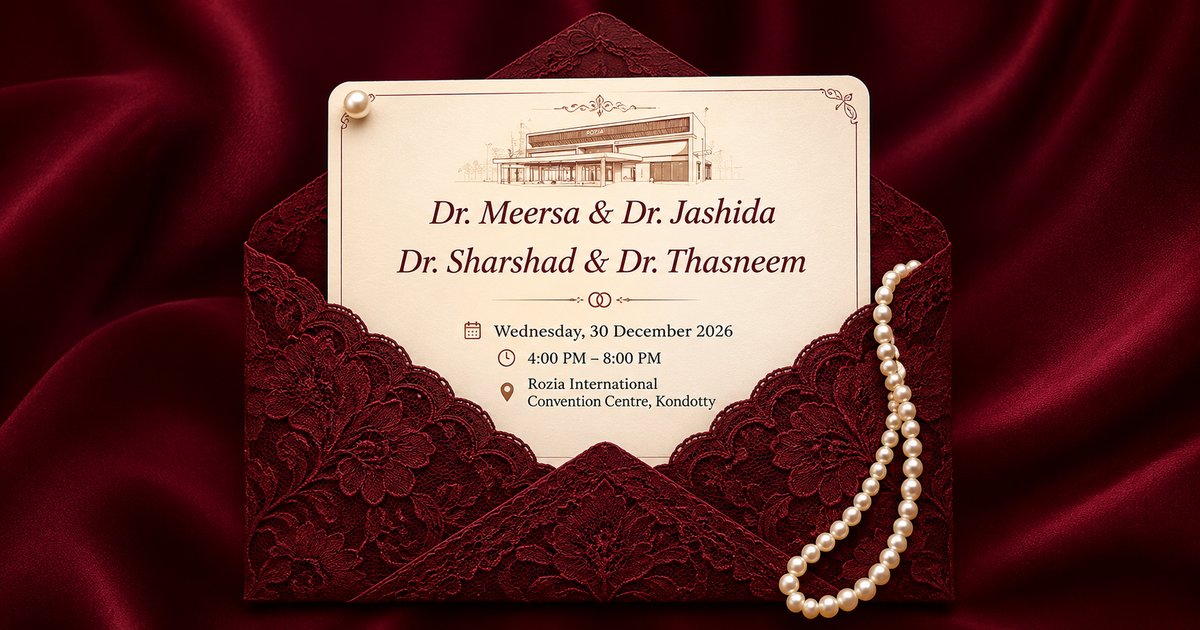 ROZIA
Dr. Meersa & Dr. Jashida
Dr. Sharshad & Dr. Thasneem
Wednesday, 30 December 2026
4:00 PM – 8:00 PM
Rozia International
Convention Centre, Kondotty